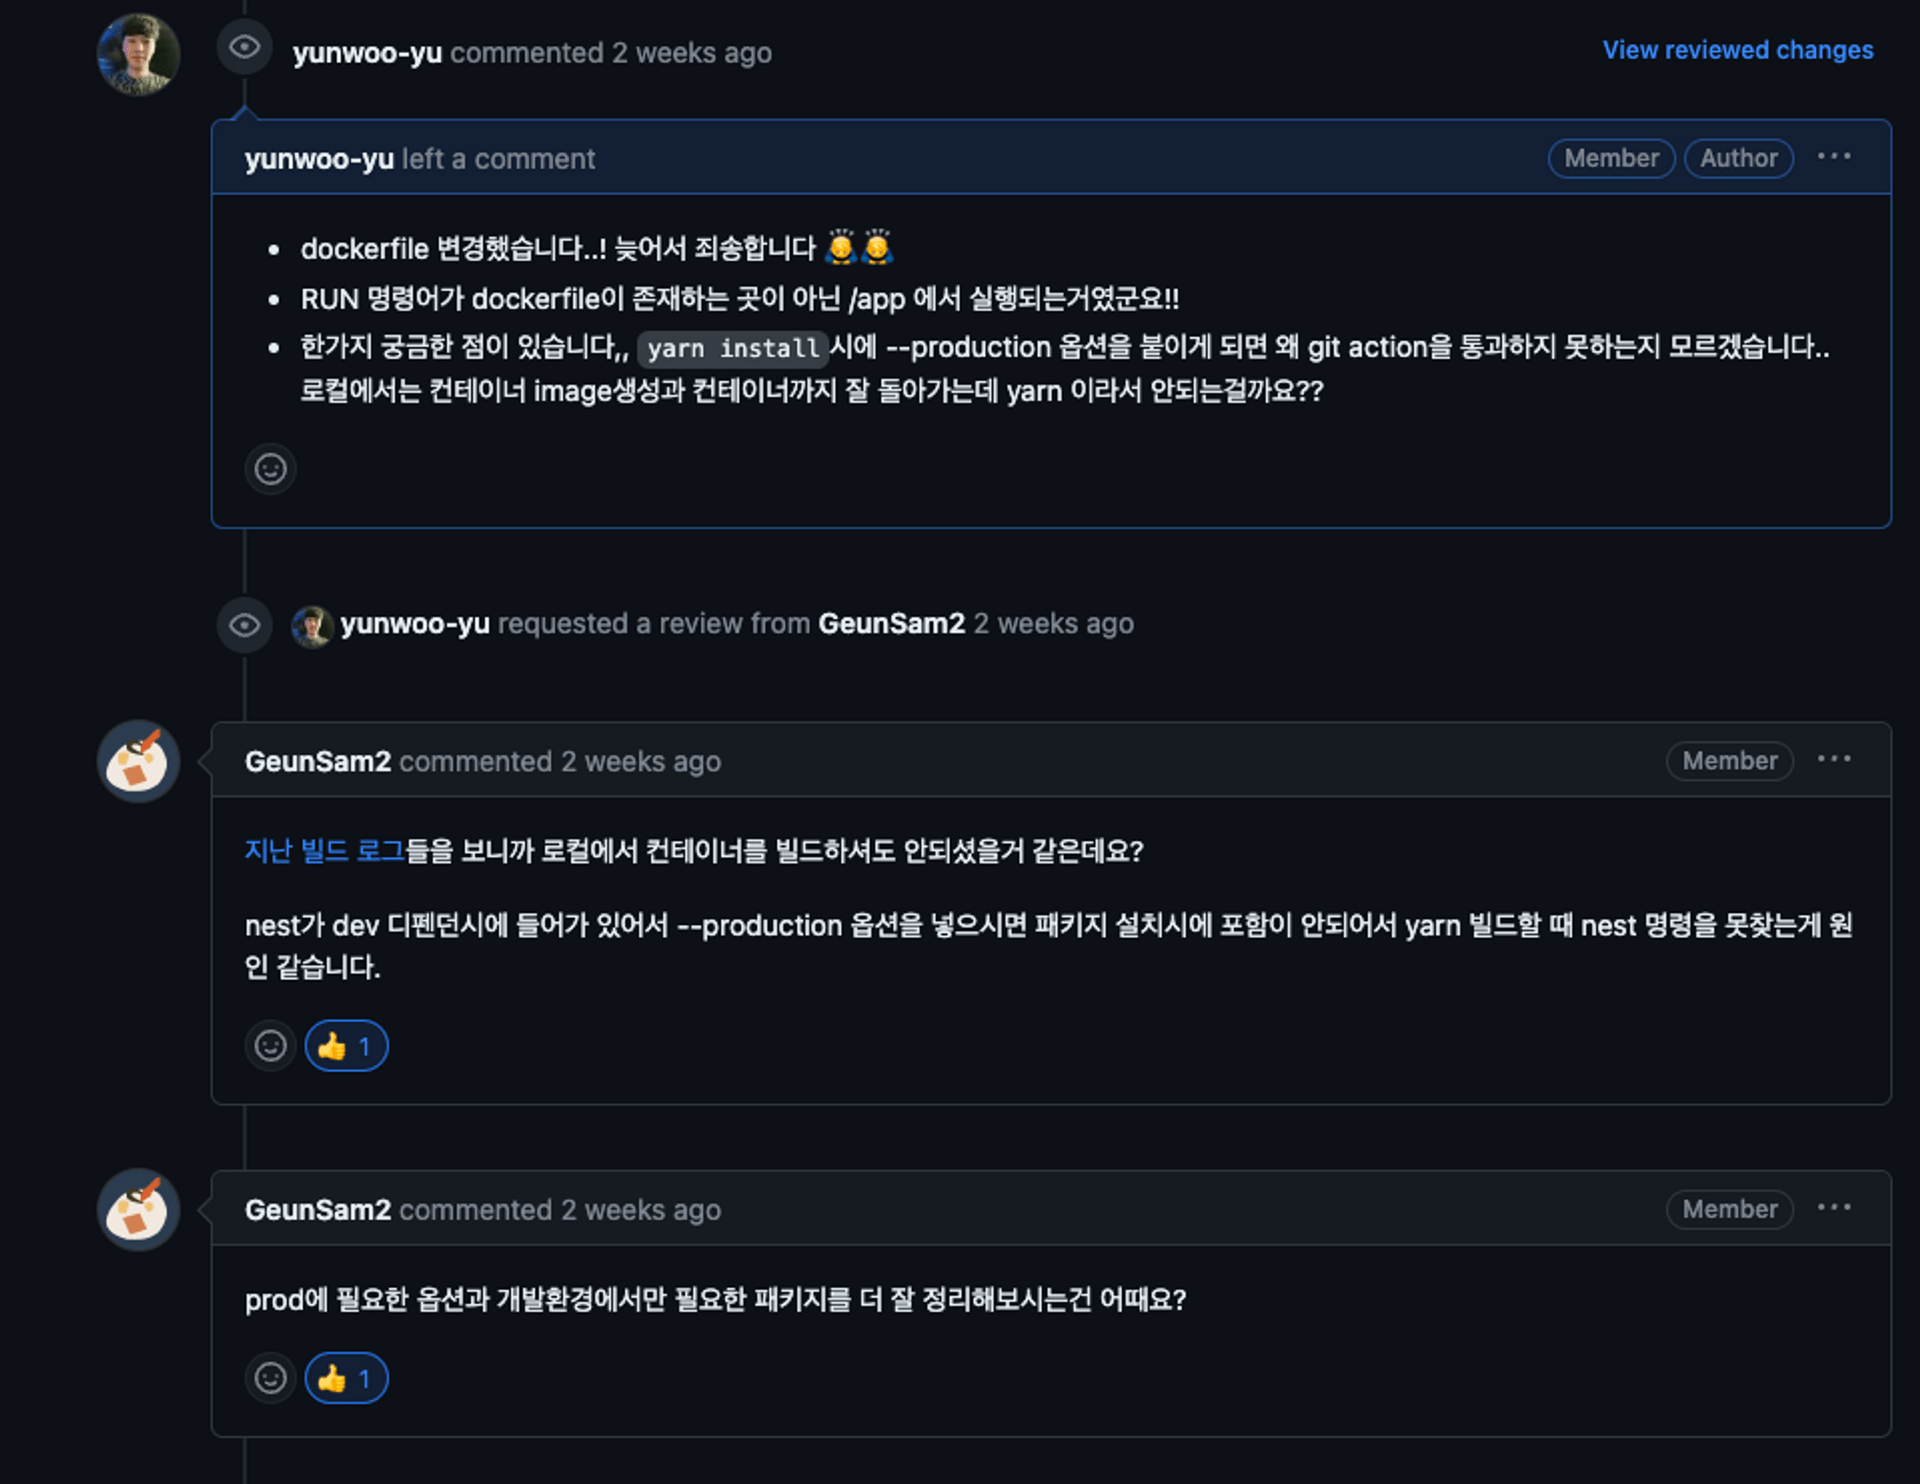 yunwoo-yu commented 2 weeks ago
View reviewed changes
yunwoo-yu left a comment
Member
Author
dockerfile 변경했습니다..! 늦어서 죄송합니다 🙇‍♂️🙇‍♂️
RUN 명령어가 dockerfile이 존재하는 곳이 아닌 /app 에서 실행되는거였군요!!
한가지 궁금한 점이 있습니다,, yarn install시에 --production 옵션을 붙이게 되면 왜 git action을 통과하지 못하는지 모르겠습니다..
로컬에서는 컨테이너 image생성과 컨테이너까지 잘 돌아가는데 yarn 이라서 안되는걸까요??
yunwoo-yu requested a review from GeunSam2 2 weeks ago
GeunSam2 commented 2 weeks ago
Member
지난 빌드 로그들을 보니까 로컬에서 컨테이너를 빌드하셔도 안되셨을거 같은데요?
nest가 dev 디펜던시에 들어가 있어서 --production 옵션을 넣으시면 패키지 설치시에 포함이 안되어서 yarn 빌드할 때 nest 명령을 못찾는게 원
인 같습니다.
👍 1
GeunSam2 commented 2 weeks ago
Member
prod에 필요한 옵션과 개발환경에서만 필요한 패키지를 더 잘 정리해보시는건 어때요?
👍 1